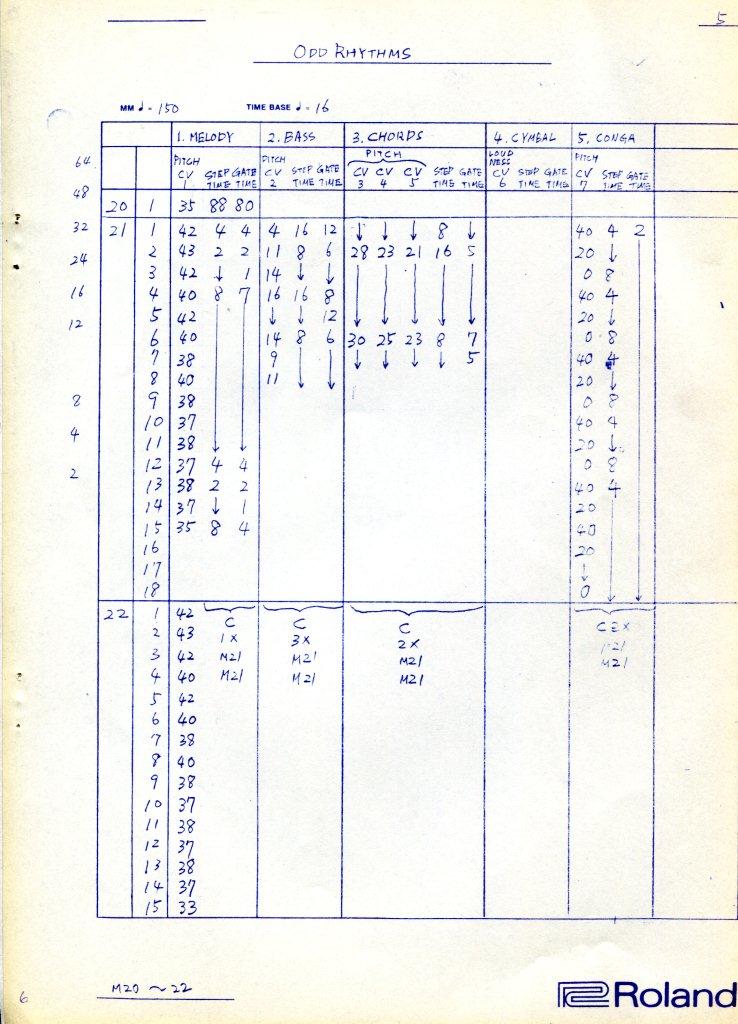 5
ODD RHYTHMS
MM ♩ = 150 TIME BASE ♩ = 16
1. MELODY 2. BASS 3. CHORDS 4. CYMBAL 5. CONGA
64 PITCH PITCH PITCH LOUD NESS PITCH
CV 1 STEP TIME GATE TIME CV 2 STEP TIME GATE TIME CV 3 CV 4 CV 5 STEP TIME GATE TIME CV 6 STEP TIME GATE TIME CV 7 STEP TIME GATE TIME
48
20 1 35 88 80
32 21 1 42 4 4 4 16 12 ↓ ↓ ↓ 8 ↓ 40 4 2
24 2 43 2 2 11 8 6 28 23 21 16 5 20 ↓
3 42 ↓ 1 14 ↓ ↓ 0 8
16 4 40 8 7 16 16 8 40 4
12 5 42 ↓ ↓ 12 20 ↓
6 40 14 8 6 30 25 23 8 7 0 8
7 38 9 ↓ ↓ ↓ ↓ 5 40 4
8 40 11 ↓ ↓ 20 ↓
8 9 38 0 8
10 37 40 4
4 11 38 20 ↓
2 12 37 4 4 0 8
13 38 2 2 40 4
14 37 ↓ 1 20
15 35 8 4 40
16 20
17 ↓
18 0
22 1 42 C C C C 2X
2 43 1X 3X 2X M21
3 42 M21 M21 M21 M21
4 40 M21 M21 M21
5 42
6 40
7 38
8 40
9 38
10 37
11 38
12 37
13 38
14 37
15 33
M20 ~ 22
6
Roland